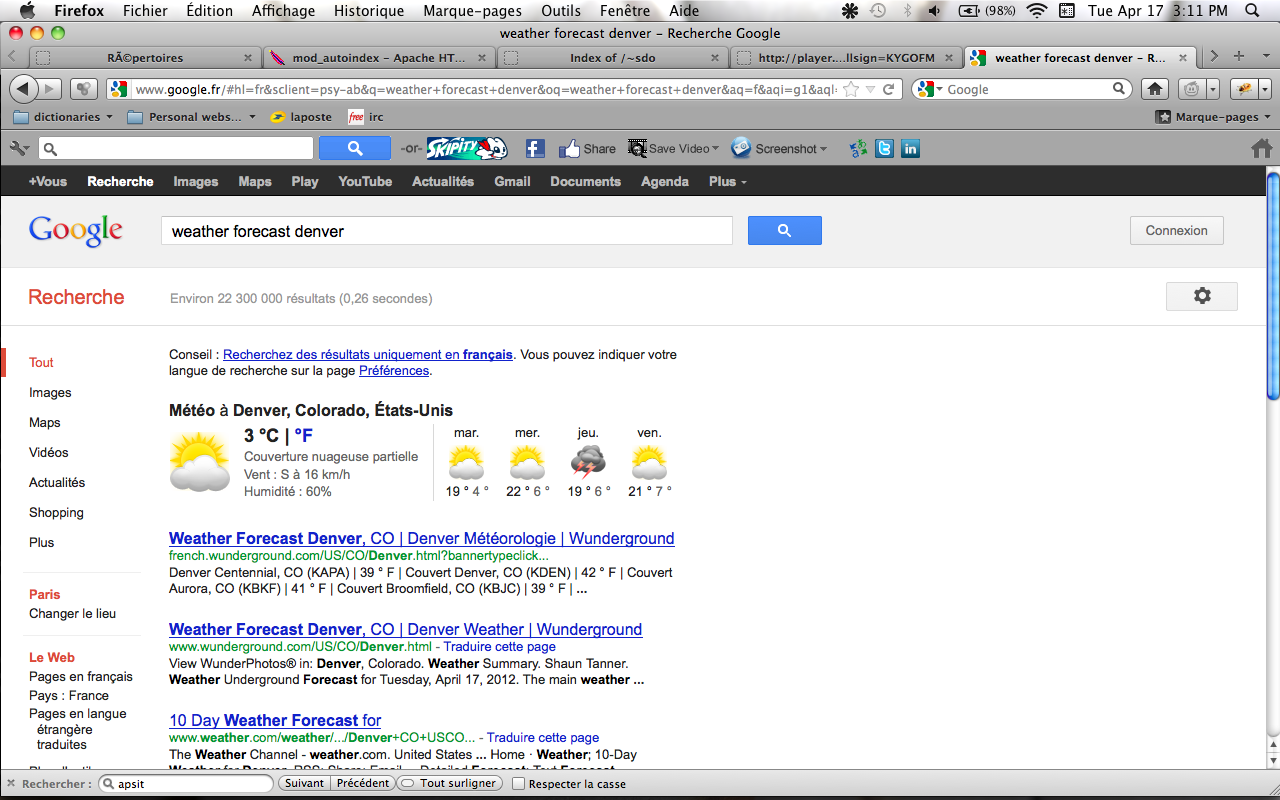 Firefox Fichier Édition Affichage Historique Marque-pages Outils Fenêtre Aide (98%) Tue Apr 17 3:11 PM
weather forecast denver - Recherche Google
RÃ©pertoires mod_autoindex - Apache HT... Index of /~sdo http://player....llsign=KYGOFM weather forecast denver - R...
www.google.fr/#hl=fr&sclient=psy-ab&q=weather+forecast+denver&oq=weather+forecast+denver&aq=f&aqi=g1&aql= Google
dictionaries Personal webs... laposte free irc Marque-pages
-or- SKIPITY Share Save Video Screenshot
+Vous Recherche Images Maps Play YouTube Actualités Gmail Documents Agenda Plus
Google weather forecast denver Connexion
Recherche Environ 22 300 000 résultats (0,26 secondes)
Tout
Images
Maps
Vidéos
Actualités
Shopping
Plus
Paris
Changer le lieu
Le Web
Pages en français
Pays : France
Pages en langue
étrangère
traduites
Conseil : Recherchez des résultats uniquement en français. Vous pouvez indiquer votre
langue de recherche sur la page Préférences.
Météo à Denver, Colorado, États-Unis
3 °C | °F
Couverture nuageuse partielle
Vent : S à 16 km/h
Humidité : 60%
mar. mer. jeu. ven.
19 ° 4 ° 22 ° 6 ° 19 ° 6 ° 21 ° 7 °
Weather Forecast Denver, CO | Denver Météorologie | Wunderground
french.wunderground.com/US/CO/Denver.html?bannertypeclick...
Denver Centennial, CO (KAPA) | 39 ° F | Couvert Denver, CO (KDEN) | 42 ° F | Couvert
Aurora, CO (KBKF) | 41 ° F | Couvert Broomfield, CO (KBJC) | 39 ° F | ...
Weather Forecast Denver, CO | Denver Weather | Wunderground
www.wunderground.com/US/CO/Denver.html - Traduire cette page
View WunderPhotos® in: Denver, Colorado. Weather Summary. Shaun Tanner.
Weather Underground Forecast for Tuesday, April 17, 2012. The main weather ...
10 Day Weather Forecast for
www.weather.com/weather/.../Denver+CO+USCO... - Traduire cette page
The Weather Channel - weather.com. United States ... Home · Weather; 10-Day
Rechercher : apsit Suivant Précédent Tout surligner Respecter la casse